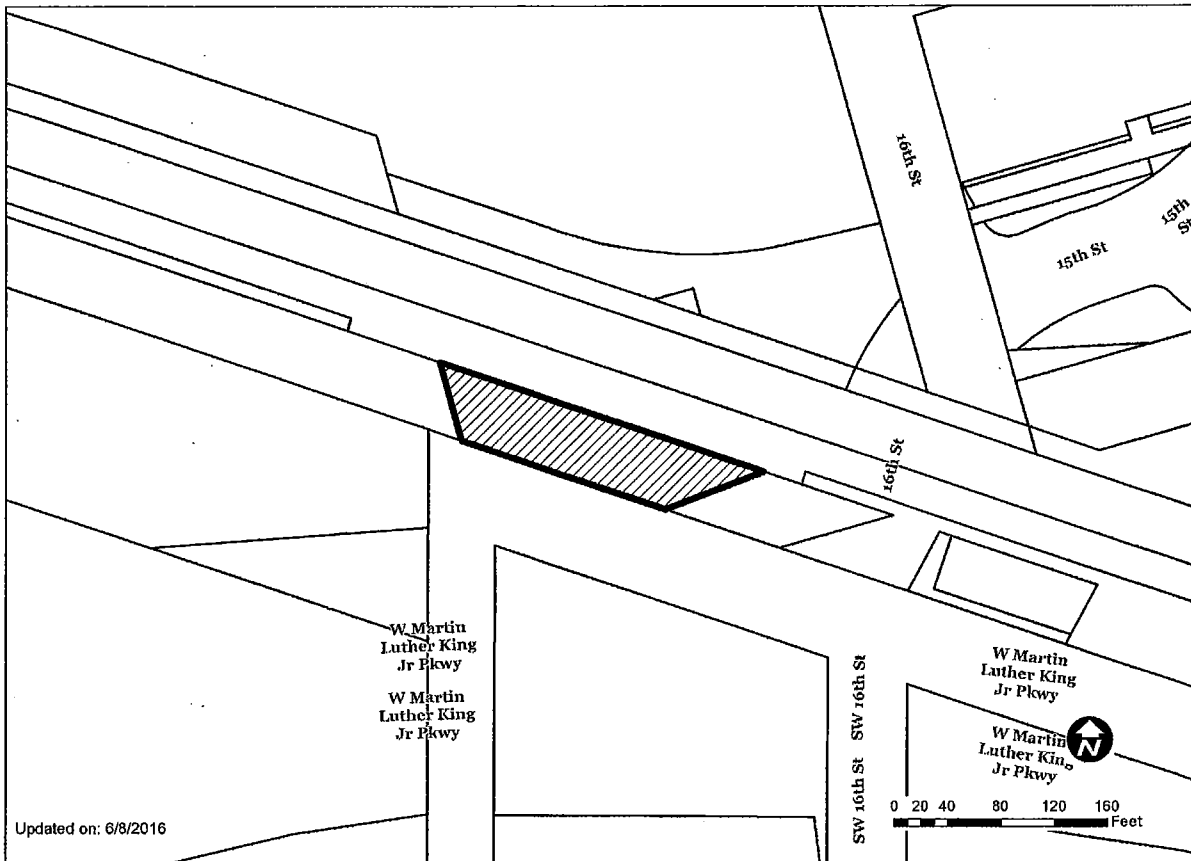 16th St
15th
St
15th St
16th St
W Martin
Luther King
Jr Pkwy
W Martin
Luther King
Jr Pkwy
SW 16th St
SW 16th St
W Martin
Luther King
Jr Pkwy
W Martin
Luther King
Jr Pkwy
N
0 20 40 80 120 160
Feet
Updated on: 6/8/2016